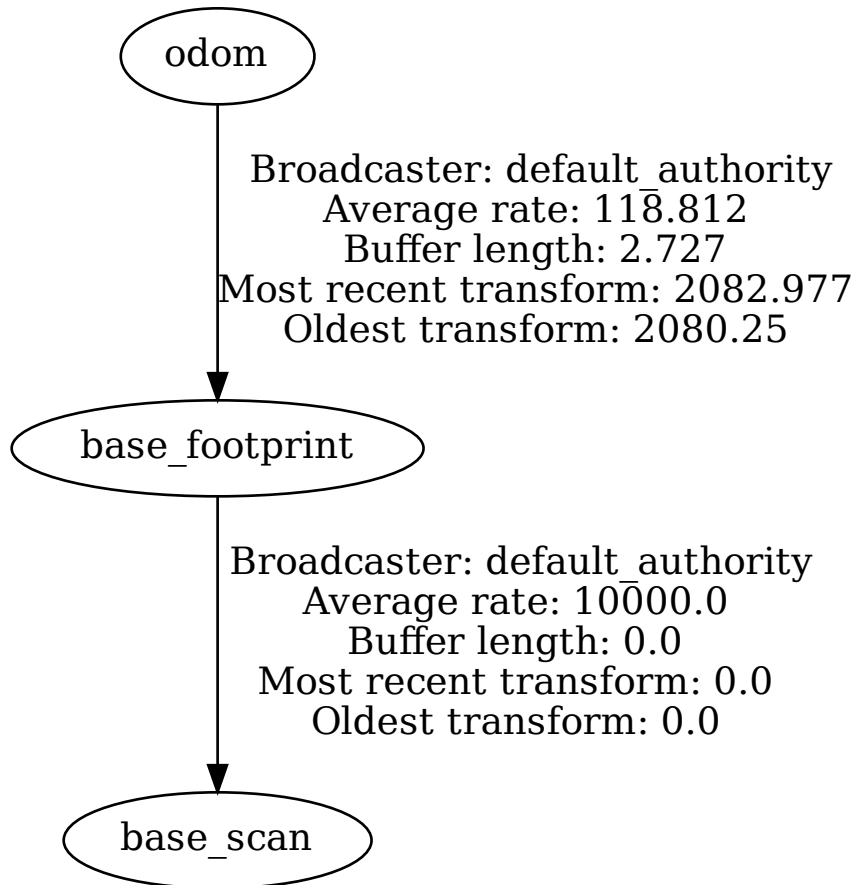 odom
Broadcaster: default_authority
Average rate: 118.812
Buffer length: 2.727
Most recent transform: 2082.977
Oldest transform: 2080.25
base_footprint
Broadcaster: default_authority
Average rate: 10000.0
Buffer length: 0.0
Most recent transform: 0.0
Oldest transform: 0.0
base_scan